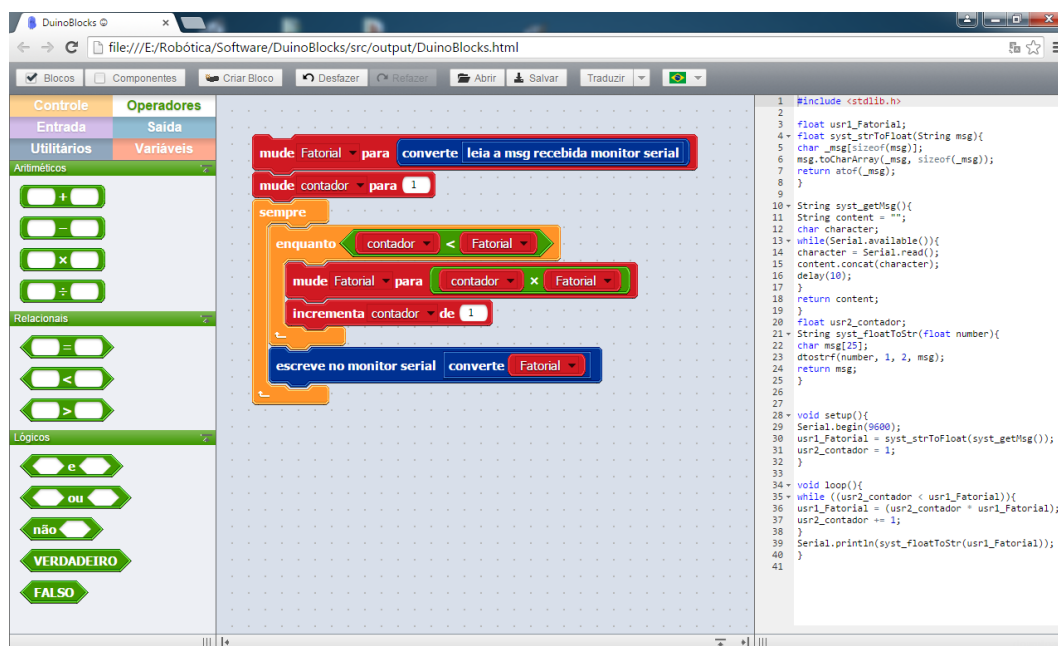 DuinoBlocks
file:///E:/Robótica/Software/DuinoBlocks/src/output/DuinoBlocks.html
Blocos Componentes Criar Bloco Desfazer Refazer Abrir Salvar Traduzir
Controle Operadores
Entrada Saída
Utilitários Variáveis
Aritiméticos
+
−
×
÷
Relacionais
=
<
>
Lógicos
e
ou
não
VERDADEIRO
FALSO
mude Fatorial para converte leia a msg recebida monitor serial
mude contador para 1
sempre
enquanto contador < Fatorial
mude Fatorial para contador × Fatorial
incrementa contador de 1
escreve no monitor serial converte Fatorial
1 #include <stdlib.h>
2
3 float usr1_Fatorial;
4 float syst_strToFloat(String msg){
5 char _msg[sizeof(msg)];
6 msg.toCharArray(_msg, sizeof(_msg));
7 return atof(_msg);
8 }
9
10 String syst_getMsg(){
11 String content = "";
12 char character;
13 while(Serial.available()){
14 character = Serial.read();
15 content.concat(character);
16 delay(10);
17 }
18 return content;
19 }
20 float usr2_contador;
21 String syst_floatToStr(float number){
22 char msg[25];
23 dtostrf(number, 1, 2, msg);
24 return msg;
25 }
26
27
28 void setup(){
29 Serial.begin(9600);
30 usr1_Fatorial = syst_strToFloat(syst_getMsg());
31 usr2_contador = 1;
32 }
33
34 void loop(){
35 while ((usr2_contador < usr1_Fatorial)){
36 usr1_Fatorial = (usr2_contador * usr1_Fatorial);
37 usr2_contador += 1;
38 }
39 Serial.println(syst_floatToStr(usr1_Fatorial));
40 }
41